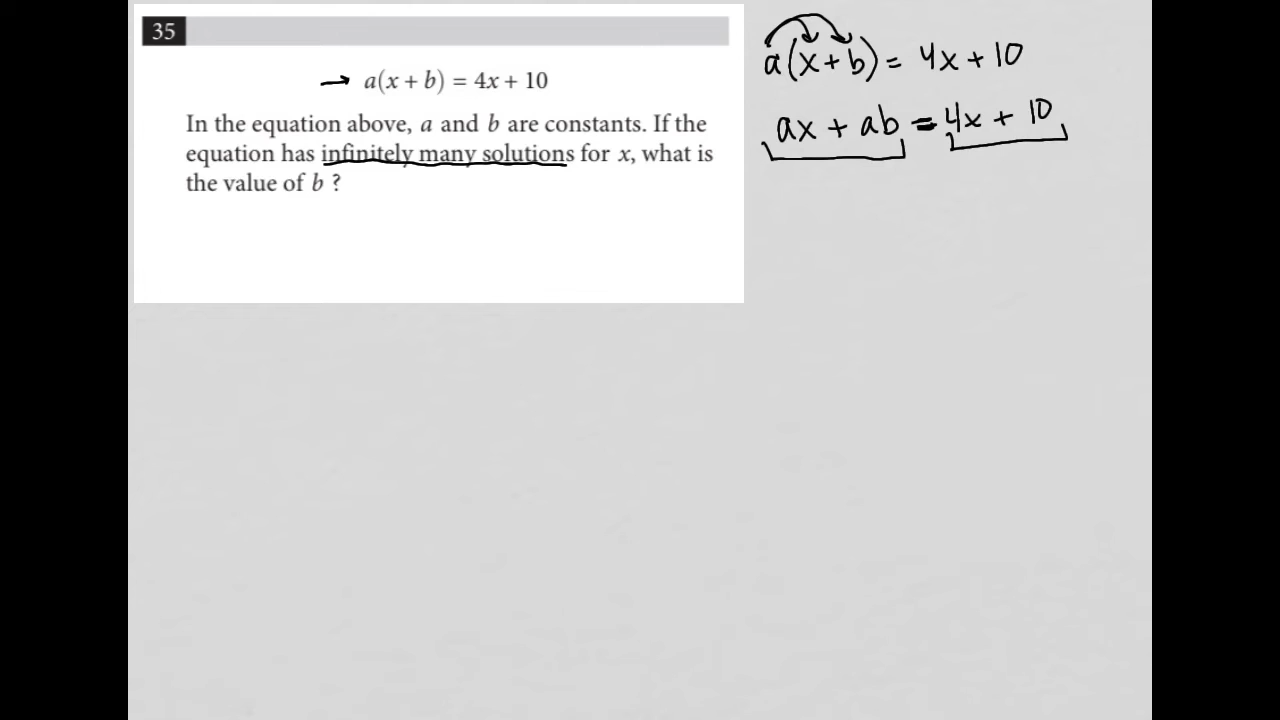 35
a(x + b) = 4x + 10
In the equation above, a and b are constants. If the
equation has infinitely many solutions for x, what is
the value of b ?
a(x+b) = 4x+10
ax + ab = 4x + 10